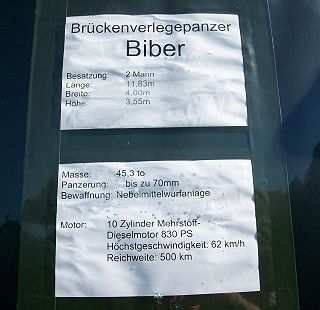 Brückenverlegepanzer
Biber
Besatzung: 2 Mann
Länge: 11,83m
Breite: 4,00m
Höhe: 3,55m
Masse: 45,3 to
Panzerung: bis zu 70mm
Bewaffnung: Nebelmittelwurfanlage
Motor: 10 Zylinder Mehrstoff-
Dieselmotor 830 PS
Höchstgeschwindigkeit: 62 km/h
Reichweite: 500 km